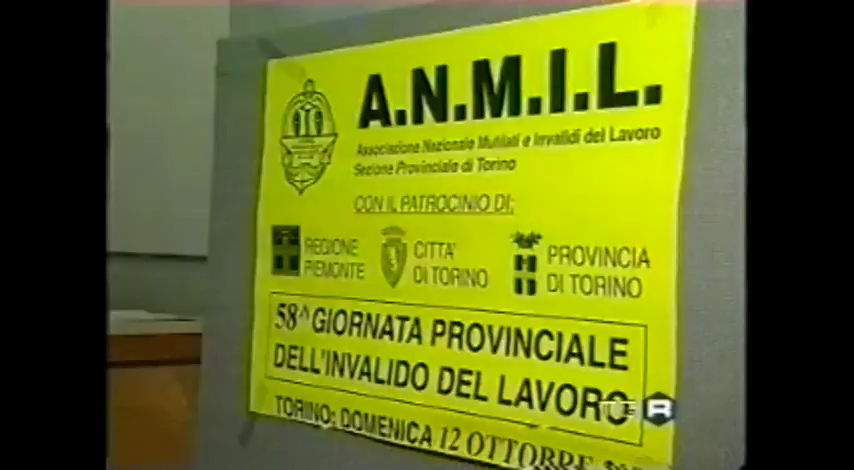 A.N.M.I.L.
Associazione Nazionale Mutilati e Invalidi del Lavoro
Sezione Provinciale di Torino
CON IL PATROCINIO DI:
REGIONE
PIEMONTE
CITTA'
DI TORINO
PROVINCIA
DI TORINO
58^ GIORNATA PROVINCIALE
DELL'INVALIDO DEL LAVORO
TORINO: DOMENICA 12 OTTOBRE
R